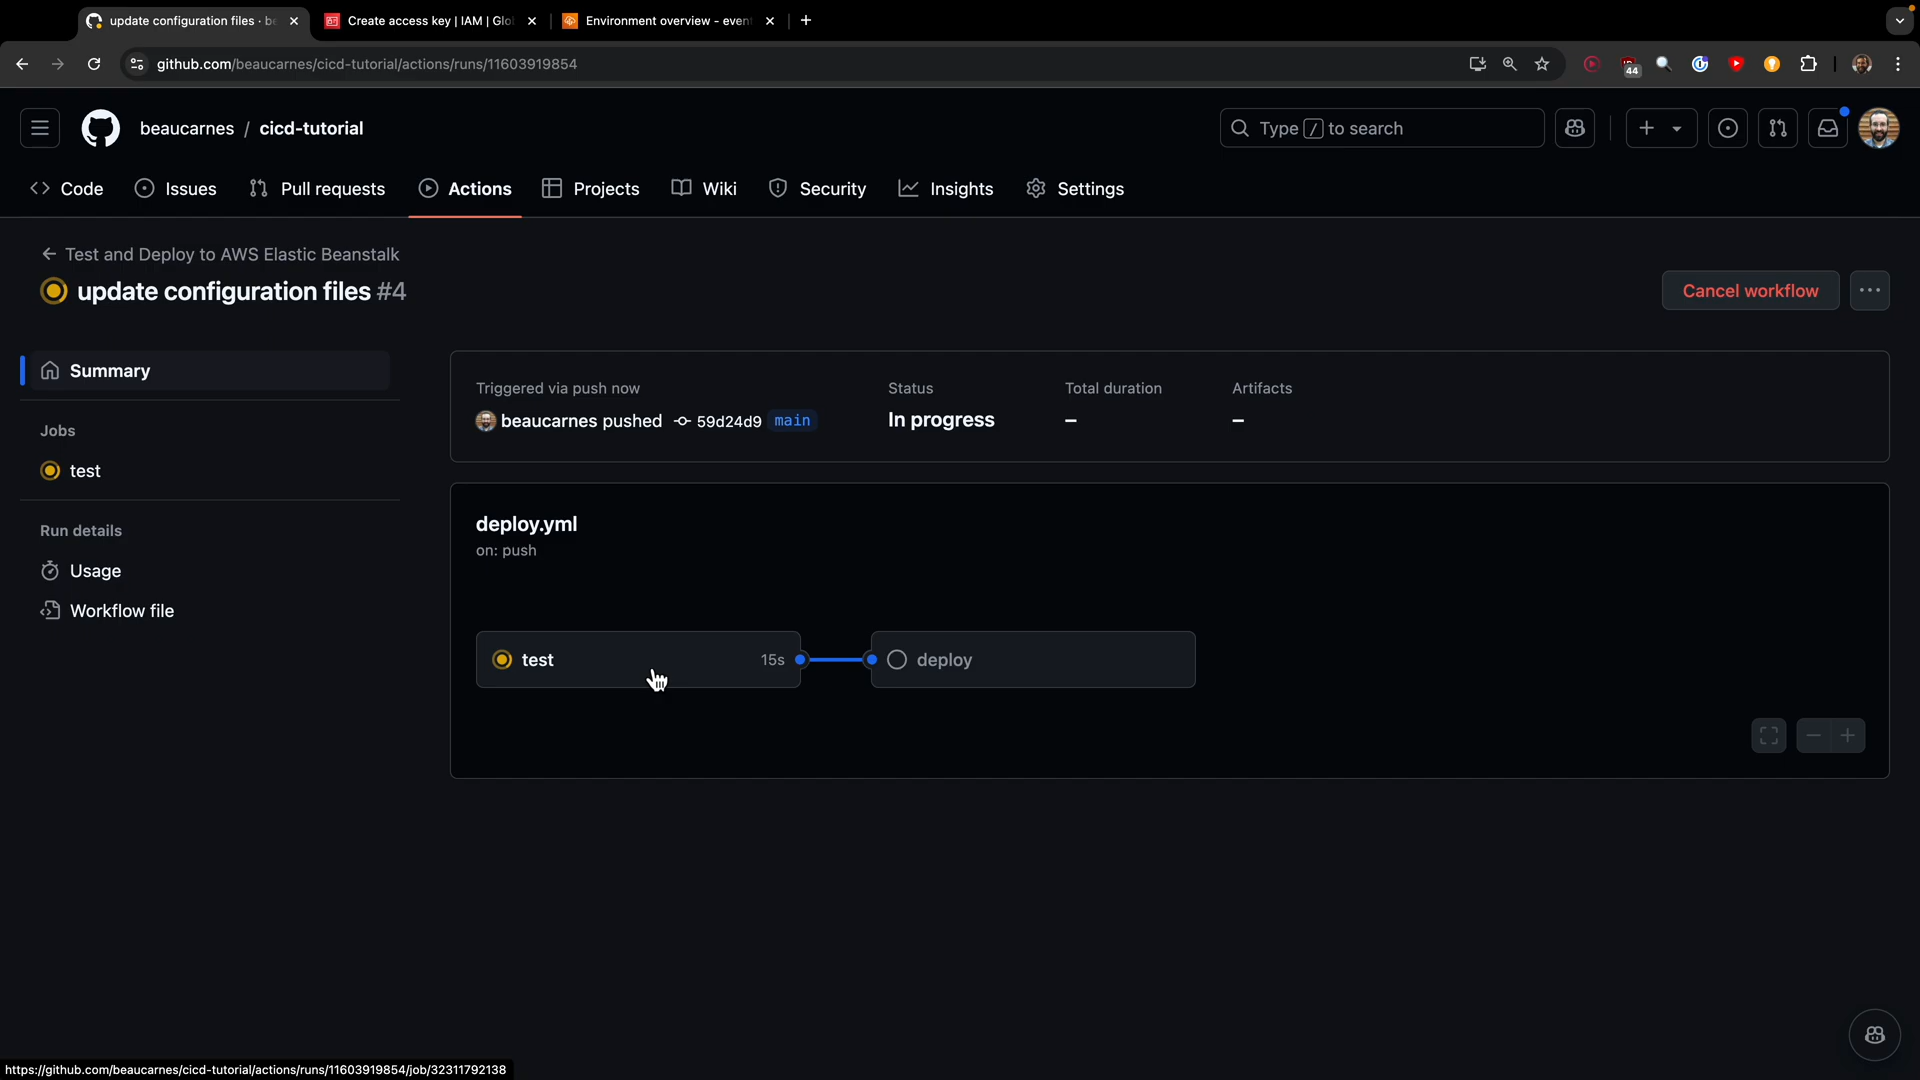 update configuration files · be
Create access key | IAM | Glo
Environment overview - event
github.com/beaucarnes/cicd-tutorial/actions/runs/11603919854
44
beaucarnes / cicd-tutorial
Type / to search
Code
Issues
Pull requests
Actions
Projects
Wiki
Security
Insights
Settings
← Test and Deploy to AWS Elastic Beanstalk
update configuration files #4
Cancel workflow
Summary
Triggered via push now
Status
Total duration
Artifacts
beaucarnes pushed 59d24d9 main
In progress
–
–
Jobs
test
Run details
Usage
Workflow file
deploy.yml
on: push
test 15s
deploy
https://github.com/beaucarnes/cicd-tutorial/actions/runs/11603919854/job/32311792138